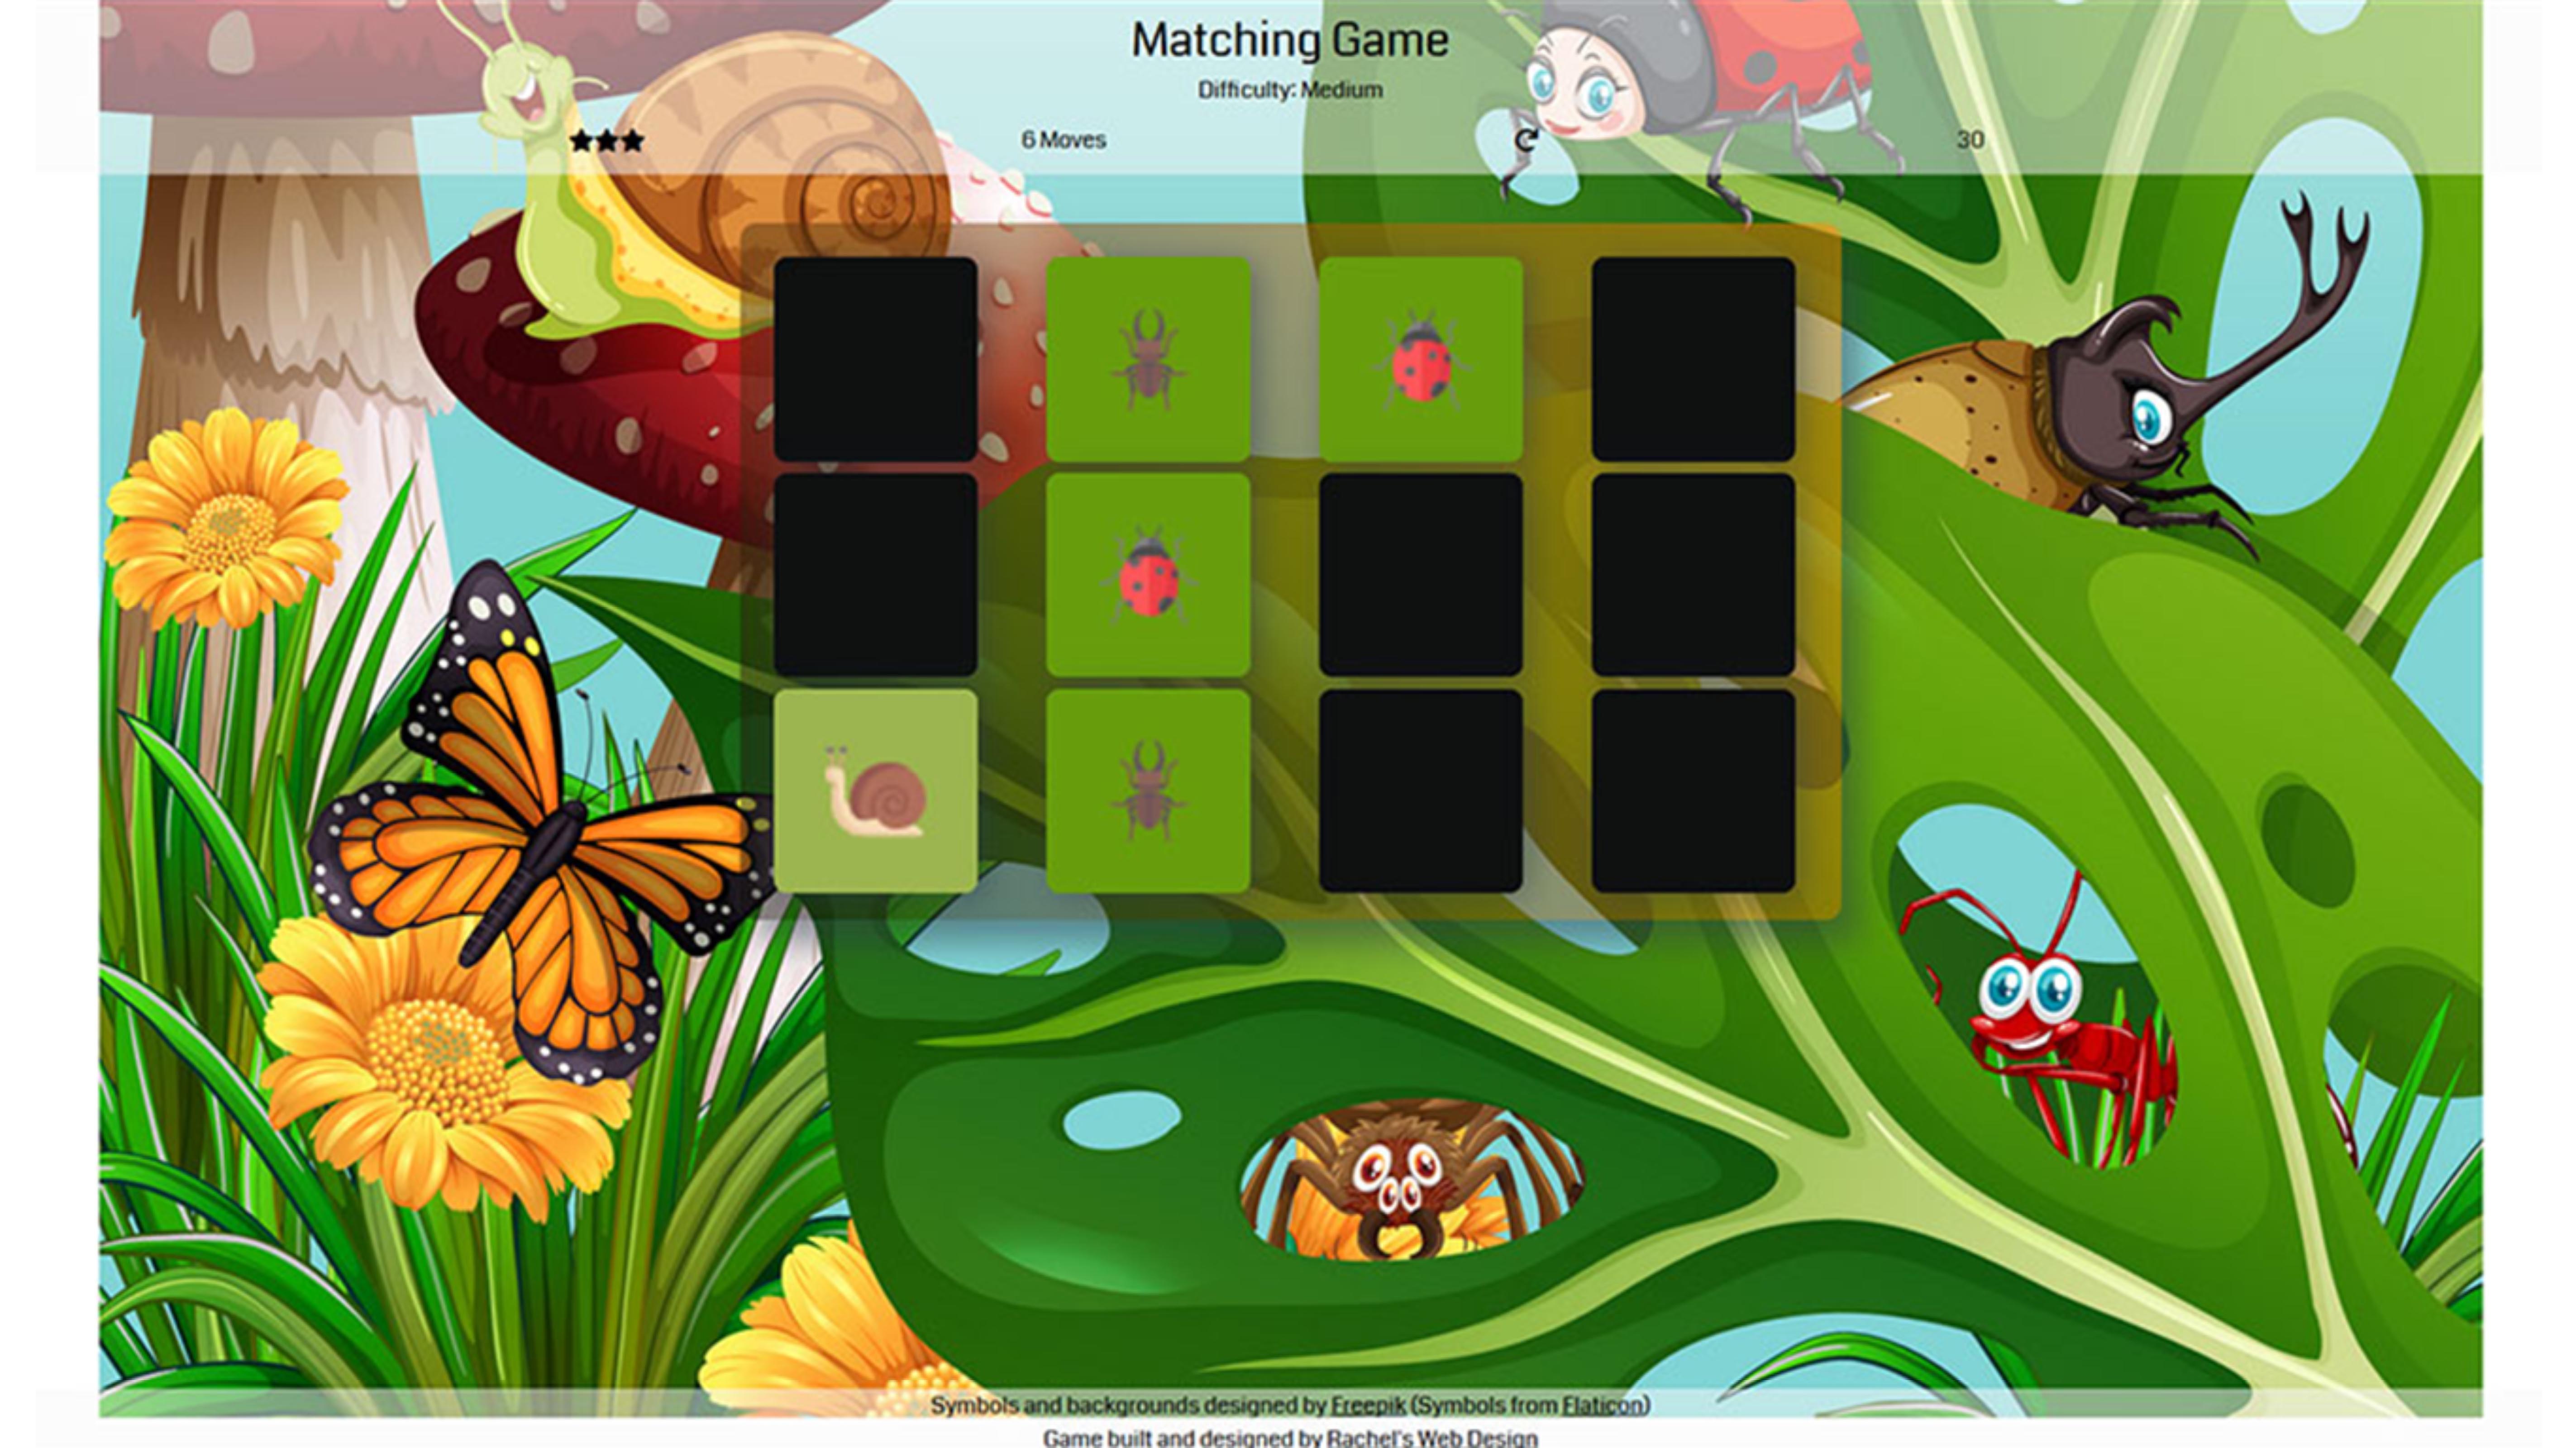 Matching Game
Difficulty: Medium
6 Moves
30
Symbols and backgrounds designed by Freepik (Symbols from Flaticon)
Game built and designed by Rachel's Web Design